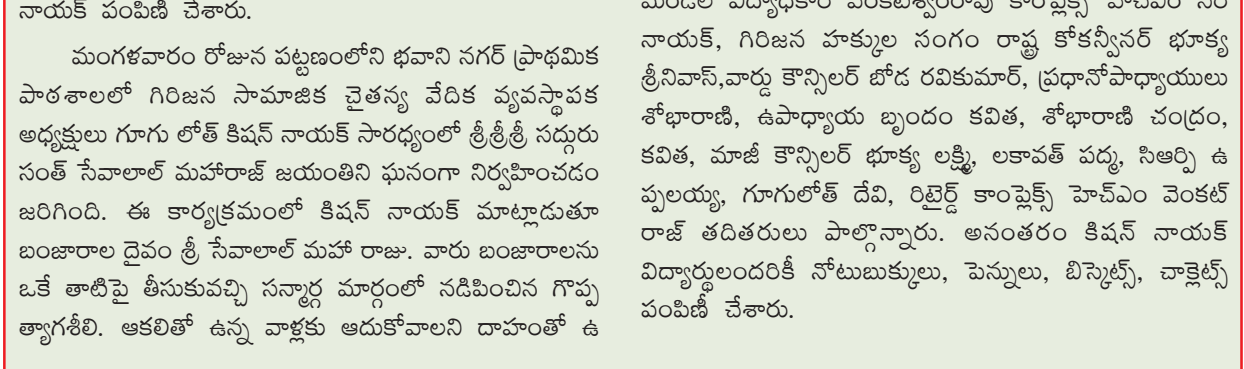 నాయక్ పంపిణీ చేశారు.
మంగళవారం రోజున పట్టణంలోని భవాని నగర్ ప్రాథమిక
పాఠశాలలో గిరిజన సామాజిక చైతన్య వేదిక వ్యవస్థాపక
అధ్యక్షులు గూగు లోత్ కిషన్ నాయక్ సారధ్యంలో శ్రీశ్రీశ్రీ సద్గురు
సంత్ సేవాలాల్ మహారాజ్ జయంతిని ఘనంగా నిర్వహించడం
జరిగింది. ఈ కార్యక్రమంలో కిషన్ నాయక్ మాట్లాడుతూ
బంజారాల దైవం శ్రీ సేవాలాల్ మహా రాజు. వారు బంజారాలను
ఒకే తాటిపై తీసుకువచ్చి సన్మార్గ మార్గంలో నడిపించిన గొప్ప
త్యాగశీలి. ఆకలితో ఉన్న వాళ్లకు ఆదుకోవాలని దాహంతో ఉ
నాయక్, గిరిజన హక్కుల సంగం రాష్ట్ర కోకన్వీనర్ భూక్య
శ్రీనివాస్,వార్డు కౌన్సిలర్ బోడ రవికుమార్, ప్రధానోపాధ్యాయులు
శోభారాణి, ఉపాధ్యాయ బృందం కవిత, శోభారాణి చంద్రం,
కవిత, మాజీ కౌన్సిలర్ భూక్య లక్ష్మి, లకావత్ పద్మ, సిఆర్పి ఉ
ప్పలయ్య, గూగులోత్ దేవి, రిటైర్డ్ కాంప్లెక్స్ హెచ్ఎం వెంకట్
రాజ్ తదితరులు పాల్గొన్నారు. అనంతరం కిషన్ నాయక్
విద్యార్థులందరికీ నోటుబుక్కులు, పెన్నులు, బిస్కెట్స్, చాక్లెట్స్
పంపిణీ చేశారు.